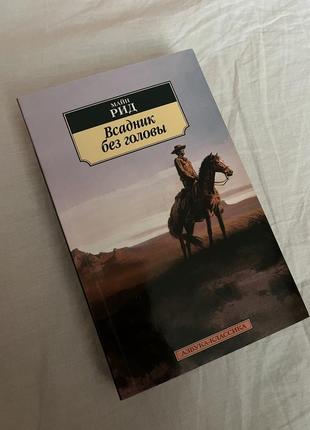 МАЙН
РИД
Всадник
без головы
АЗБУКА-КЛАССИКА